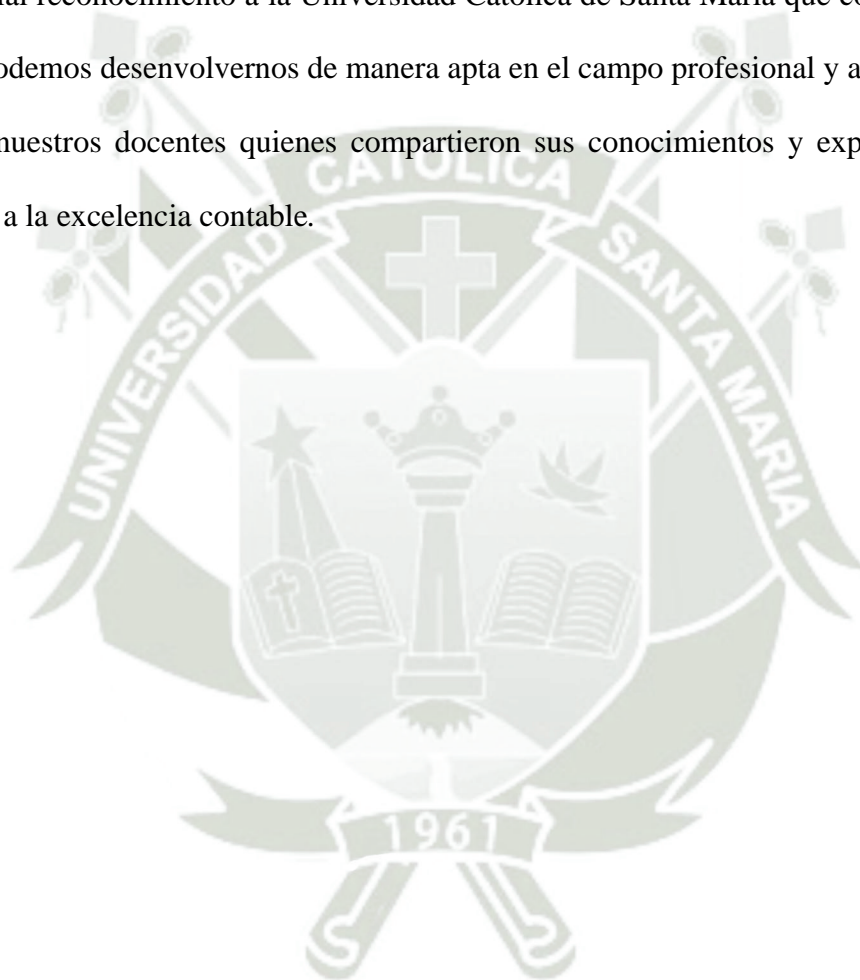 reconocimiento a la Universidad Católica de Santa María que
podemos desenvolvernos de manera apta en el campo profesional y a
nuestros docentes quienes compartieron sus conocimientos y exp
a la excelencia contable.
UNIVERSIDAD CATOLICA SANTA MARIA
1961